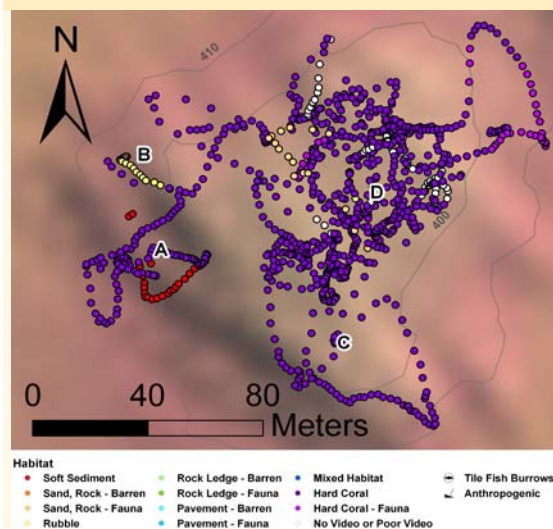 N
410
B
D
A
400
C
0 40 80
Meters
Habitat
Soft Sediment
Sand, Rock - Barren
Sand, Rock - Fauna
Rubble
Rock Ledge - Barren
Rock Ledge - Fauna
Pavement - Barren
Pavement - Fauna
Mixed Habitat
Hard Coral
Hard Coral - Fauna
No Video or Poor Video
Tile Fish Burrows
Anthropogenic